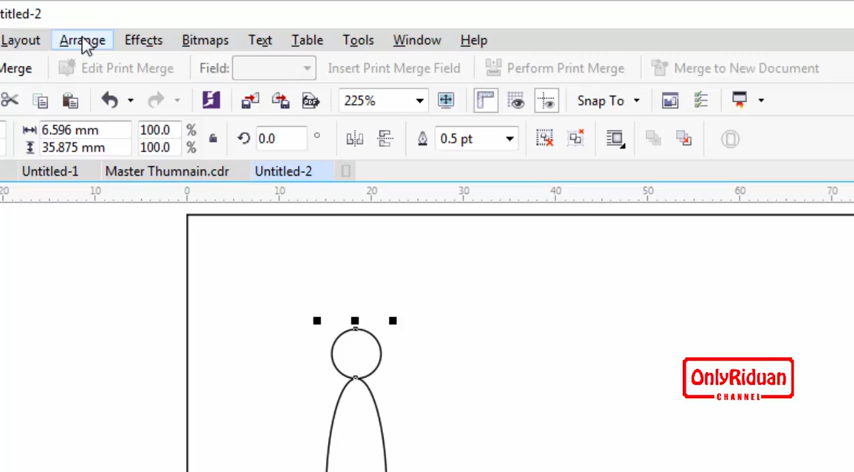 titled-2
Layout Arrange Effects Bitmaps Text Table Tools Window Help
Merge Edit Print Merge Field: Insert Print Merge Field Perform Print Merge Merge to New Document
225% Snap To
6.596 mm 100.0 %
35.875 mm 100.0 %
0.0 ° 0.5 pt
Untitled-1 Master Thumnain.cdr Untitled-2
20 10 0 10 20 30 40 50 60 70
OnlyRiduan
CHANNEL